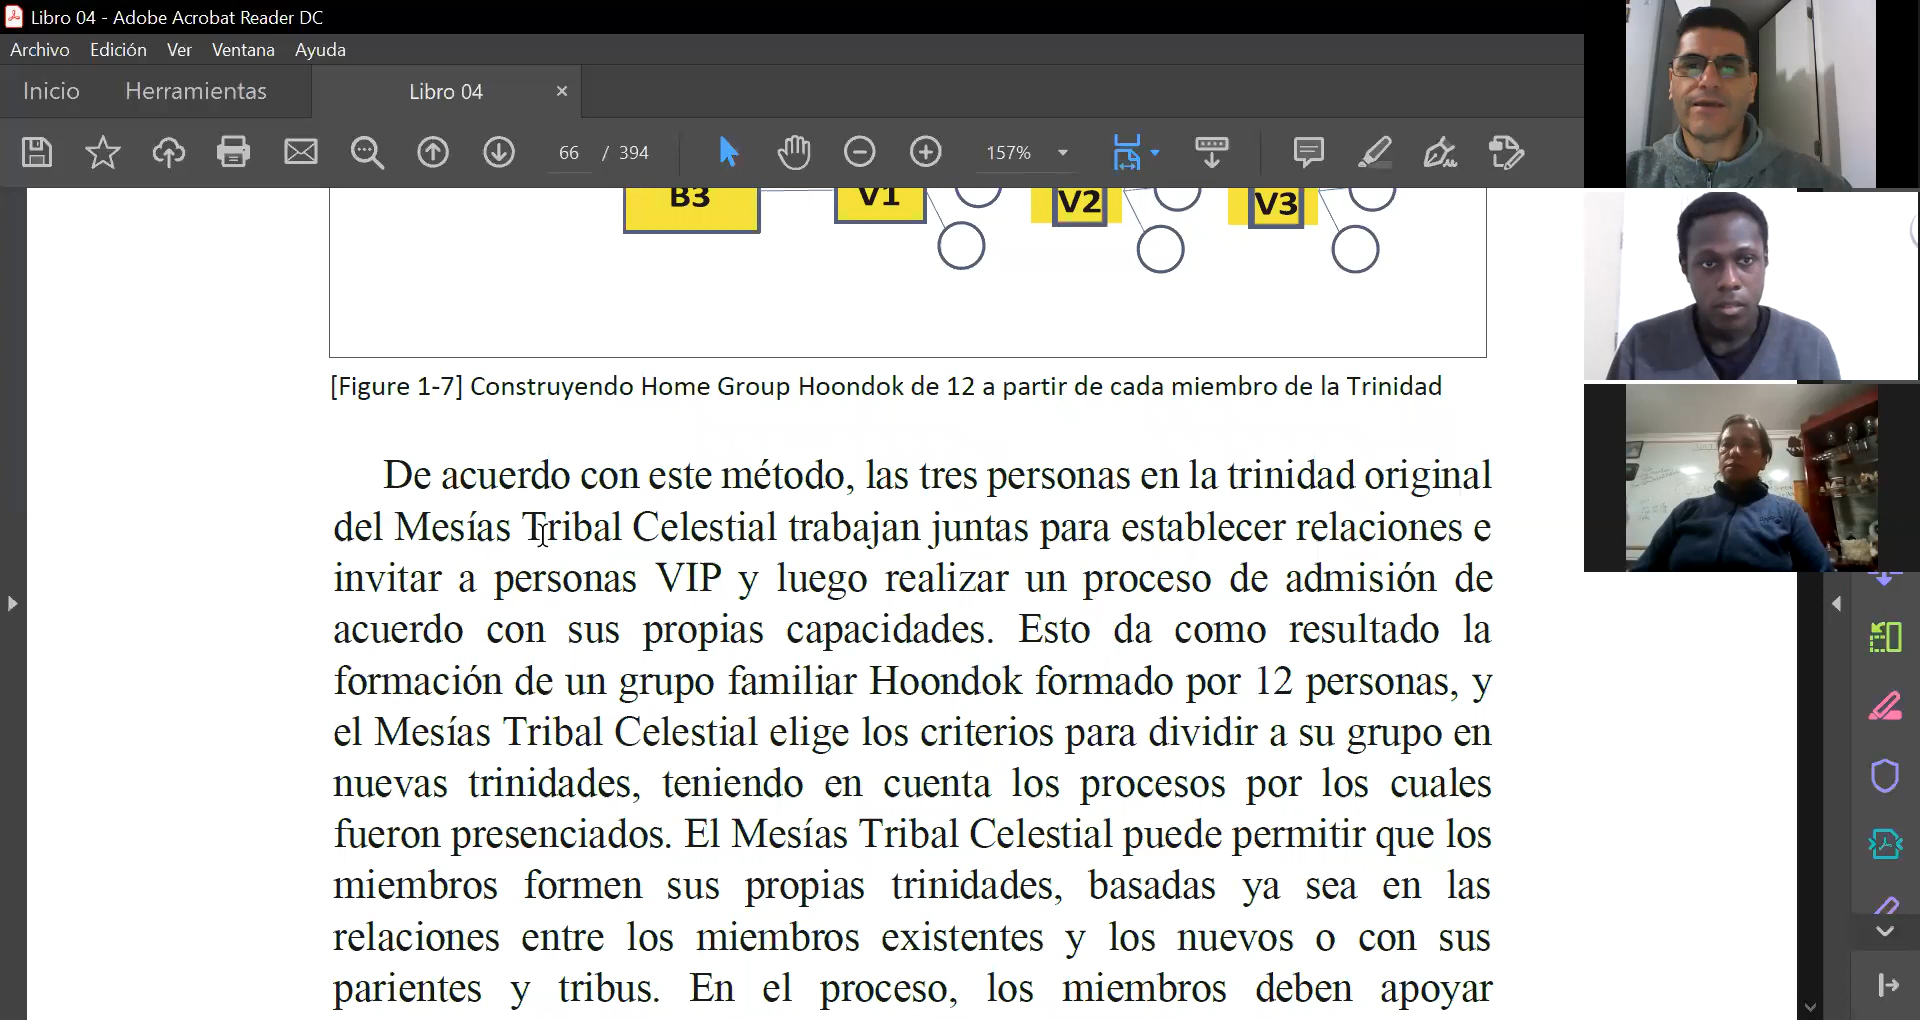 Libro 04 - Adobe Acrobat Reader DC
Archivo Edición Ver Ventana Ayuda
Inicio Herramientas Libro 04 ×
66 / 394 157%
B3 V1 V2 V3
[Figure 1-7] Construyendo Home Group Hoondok de 12 a partir de cada miembro de la Trinidad
De acuerdo con este método, las tres personas en la trinidad original
del Mesías Tribal Celestial trabajan juntas para establecer relaciones e
invitar a personas VIP y luego realizar un proceso de admisión de
acuerdo con sus propias capacidades. Esto da como resultado la
formación de un grupo familiar Hoondok formado por 12 personas, y
el Mesías Tribal Celestial elige los criterios para dividir a su grupo en
nuevas trinidades, teniendo en cuenta los procesos por los cuales
fueron presenciados. El Mesías Tribal Celestial puede permitir que los
miembros formen sus propias trinidades, basadas ya sea en las
relaciones entre los miembros existentes y los nuevos o con sus
parientes y tribus. En el proceso, los miembros deben apoyar